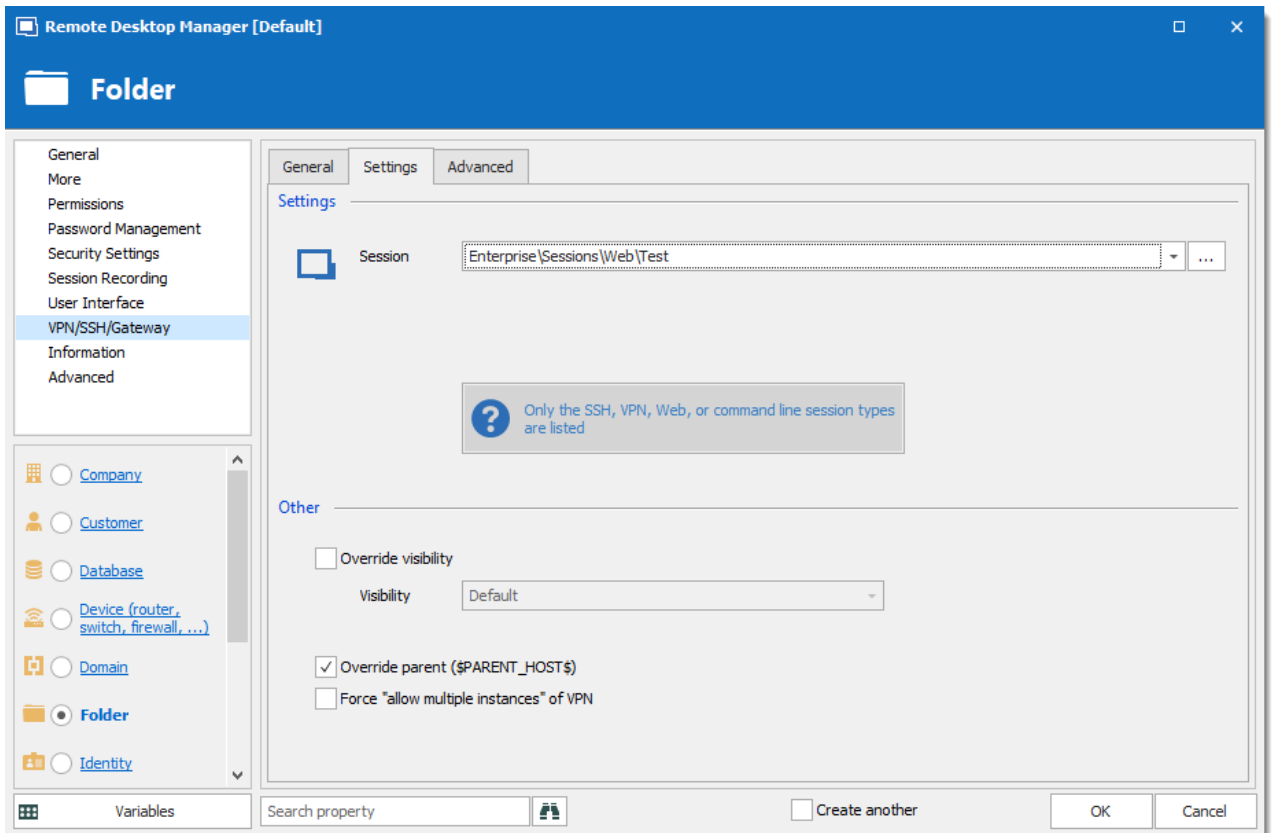 Remote Desktop Manager [Default]
Folder
General
More
Permissions
Password Management
Security Settings
Session Recording
User Interface
VPN/SSH/Gateway
Information
Advanced
Company
Customer
Database
Device (router,
switch, firewall, ...)
Domain
Folder
Identity
Variables
General Settings Advanced
Settings
Session Enterprise\Sessions\Web\Test ...
Only the SSH, VPN, Web, or command line session types
are listed
Other
Override visibility
Visibility Default
Override parent ($PARENT_HOST$)
Force "allow multiple instances" of VPN
Search property
Create another
OK
Cancel